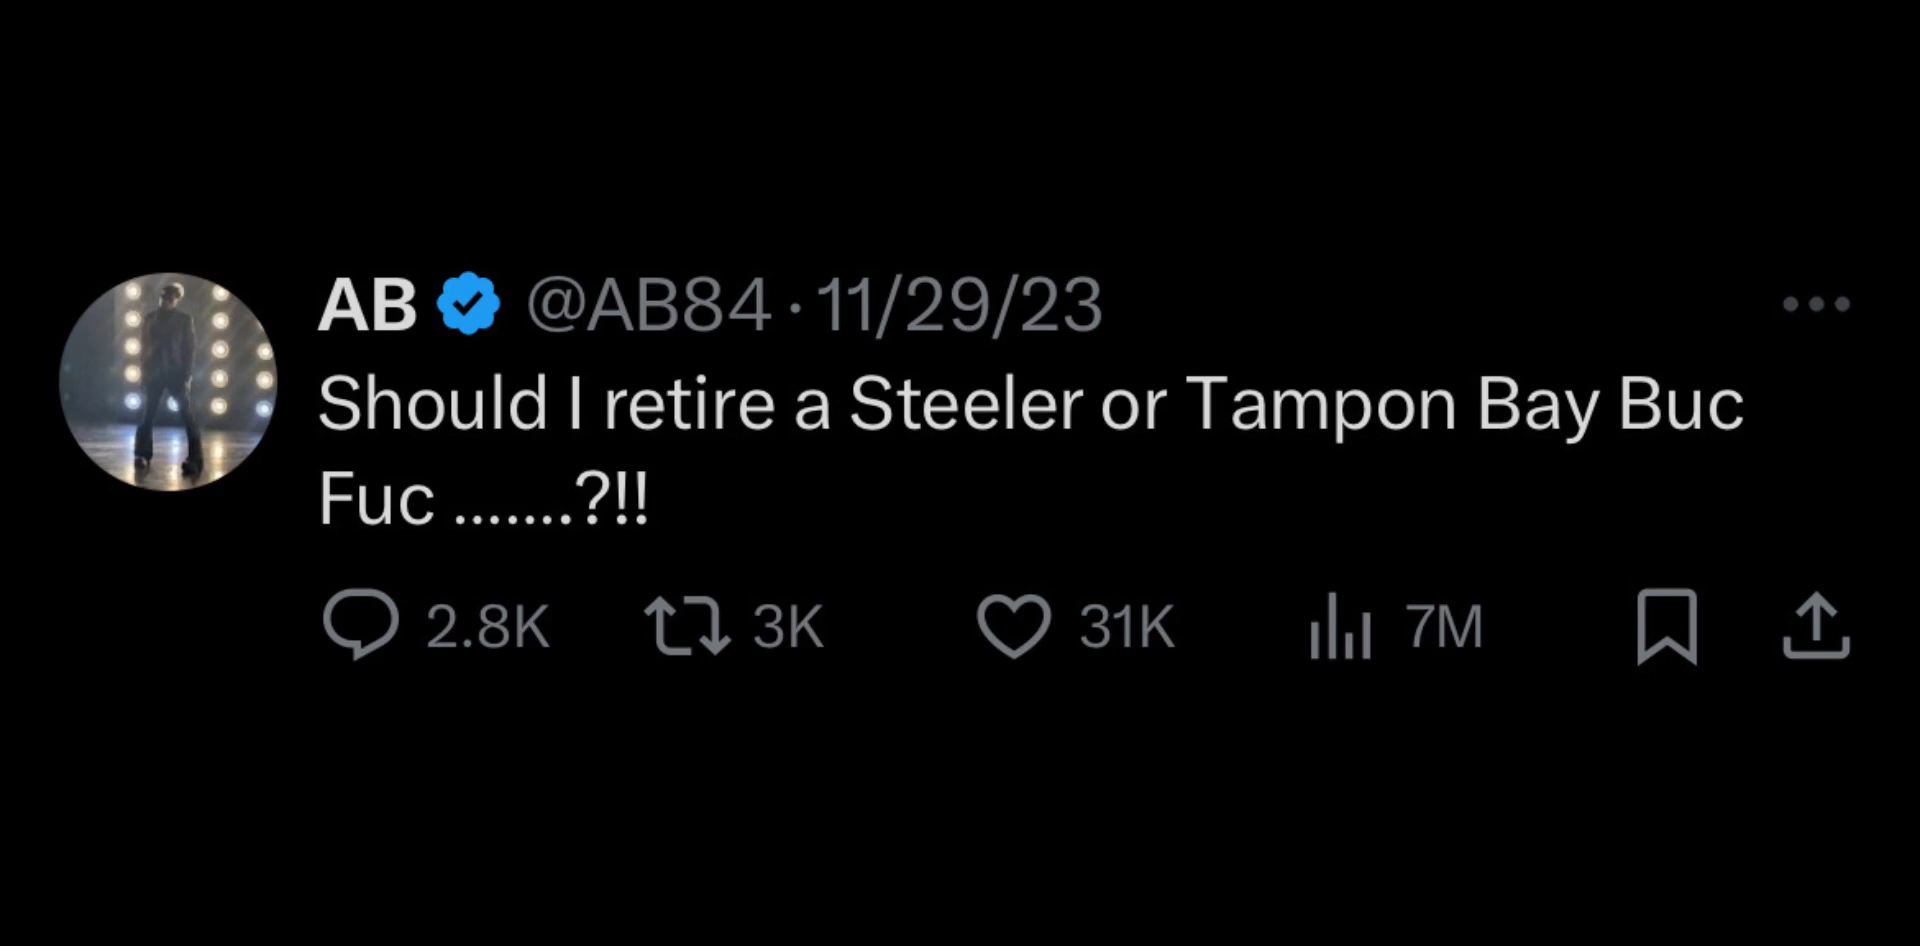 AB @AB84 · 11/29/23
Should I retire a Steeler or Tampon Bay Buc
Fuc .......?!!
2.8K 3K 31K 7M